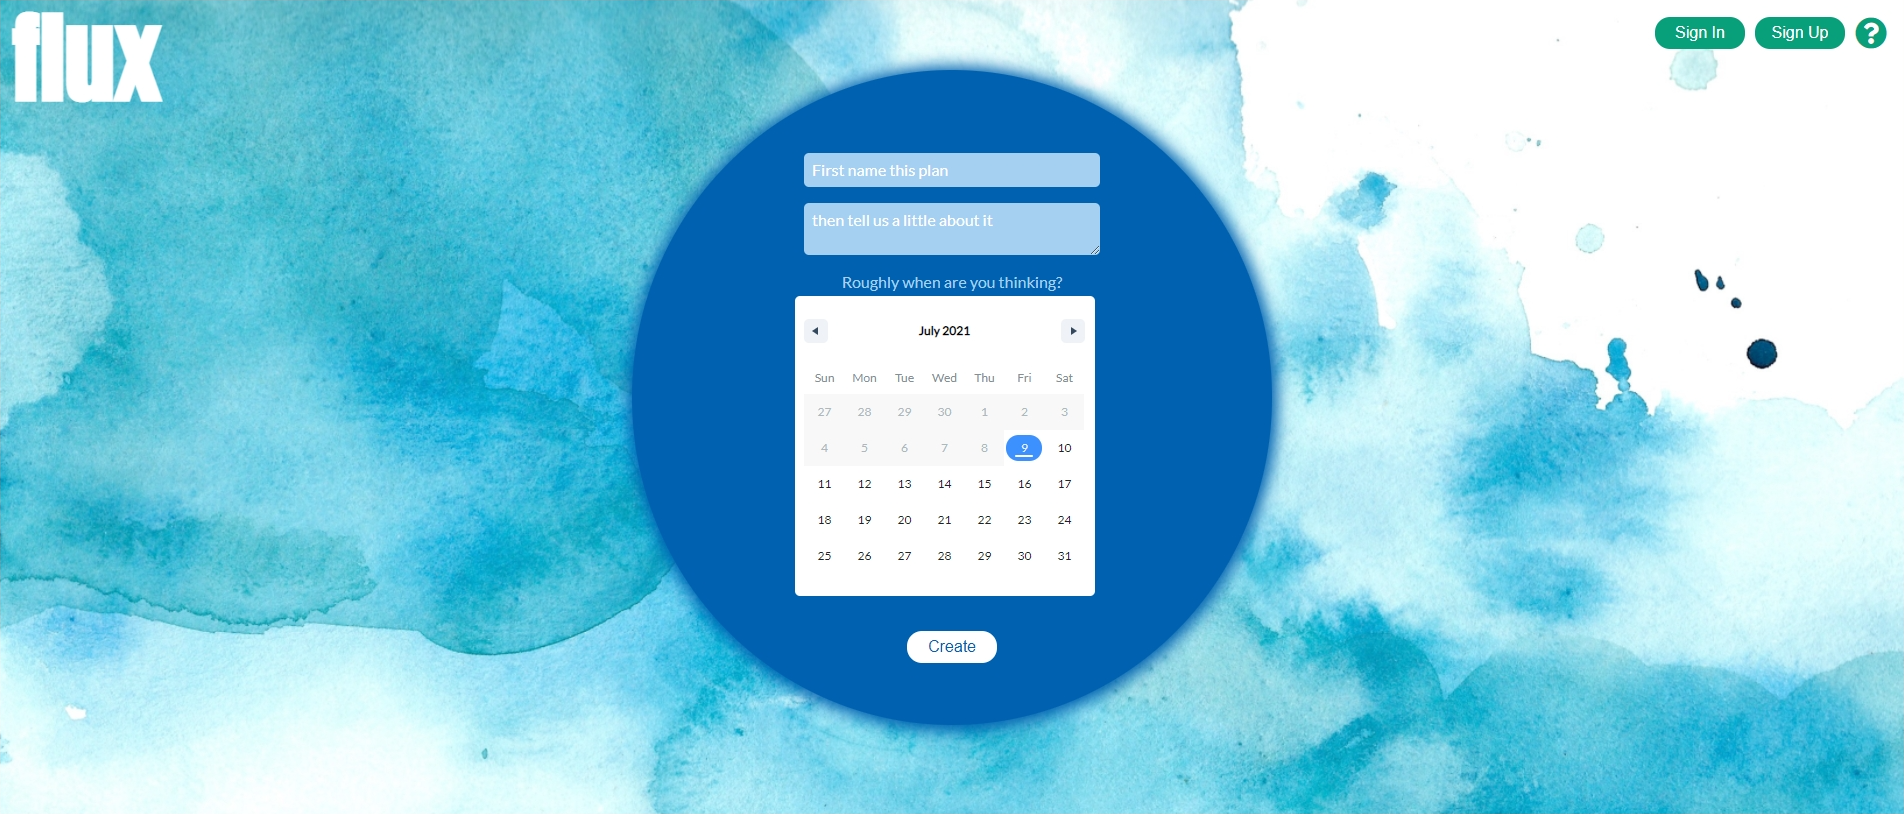 flux
Sign In Sign Up ?
First name this plan
then tell us a little about it
Roughly when are you thinking?
July 2021
Sun Mon Tue Wed Thu Fri Sat
27 28 29 30 1 2 3
4 5 6 7 8 9 10
11 12 13 14 15 16 17
18 19 20 21 22 23 24
25 26 27 28 29 30 31
Create